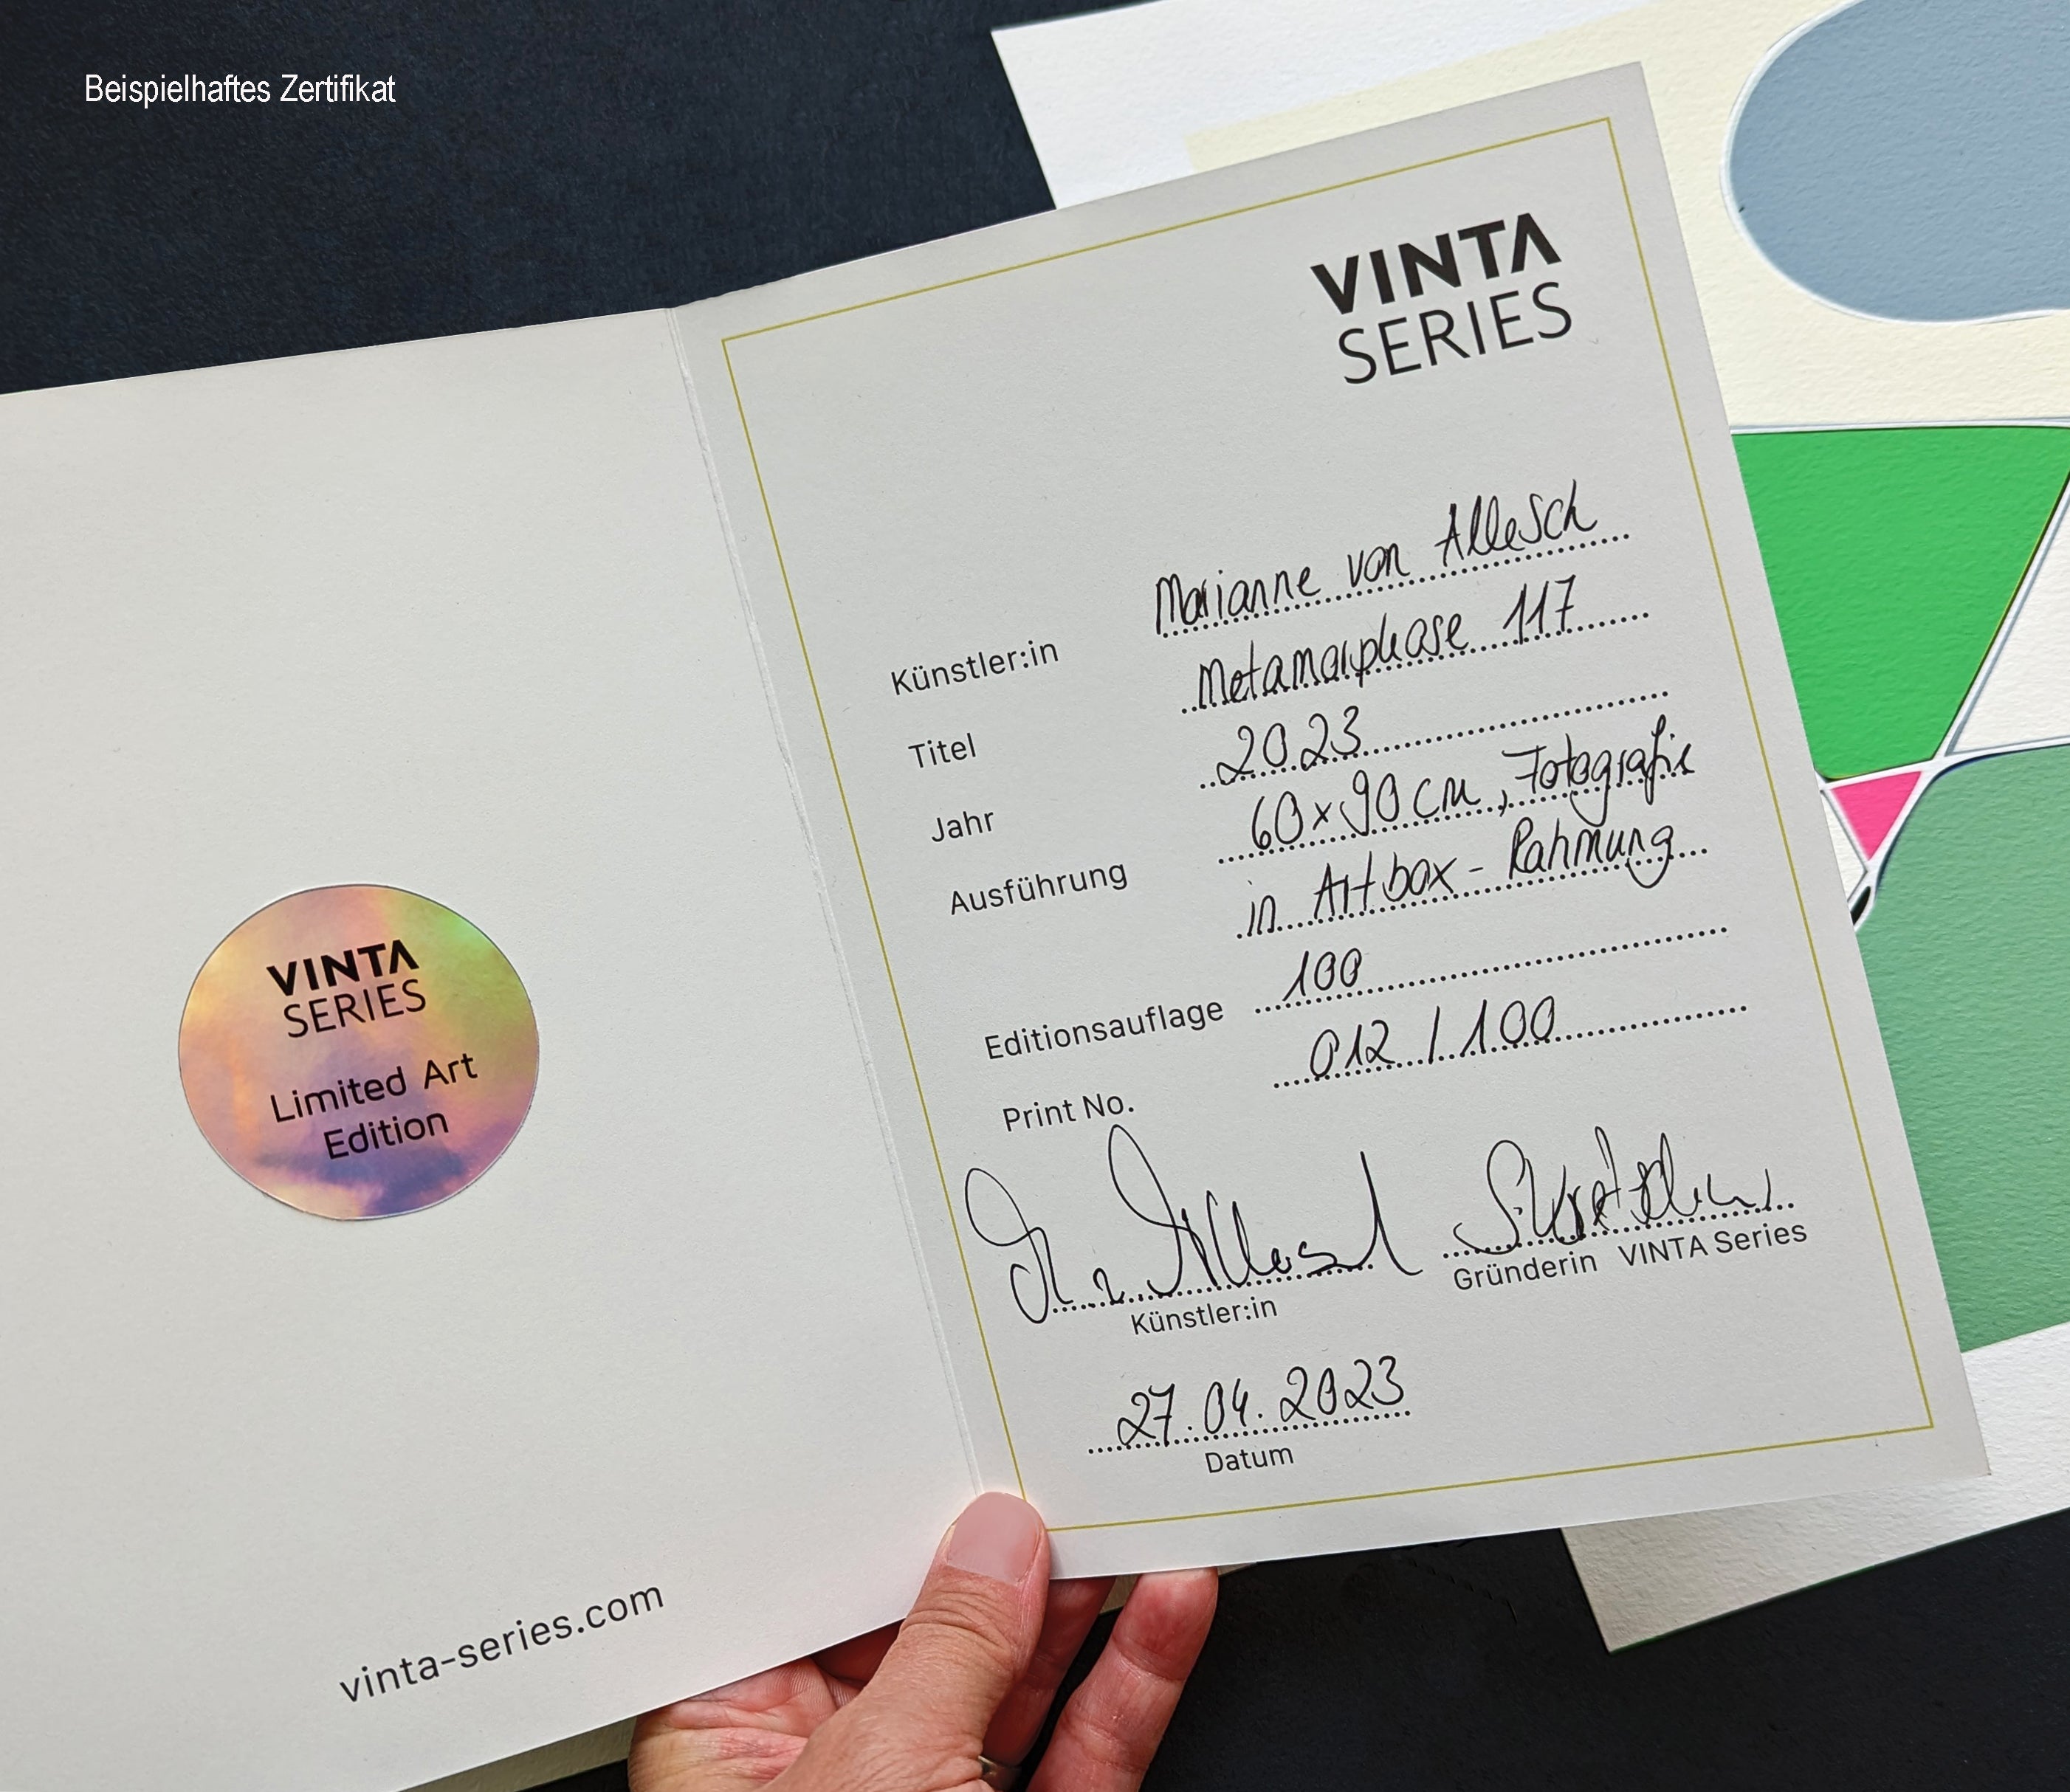 Beispielhaftes Zertifikat
VINTA
SERIES
Limited Art
Edition
vinta-series.com
VINTA
SERIES
Künstler:in Marianne von Allesch
Titel Metamorphose 117
Jahr 2023
Ausführung 60x90 cm, Fotografie
in Artbox-Rahmung
Editionsauflage 100
Print No. 012/100
Künstler:in
Gründerin VINTA Series
27.04.2023
Datum